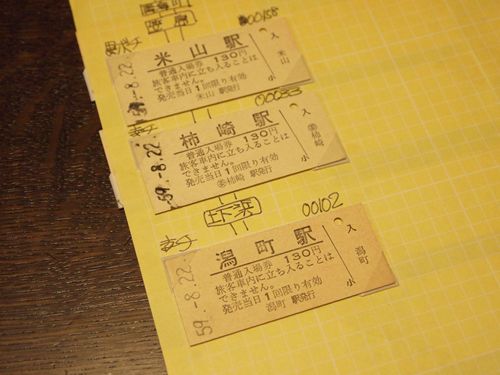 00158
米山駅
普通入場券 130円
旅客車内に立ち入ることは
できません。
発売当日1回限り有効
米山 駅発行
入
米山
小
59.-8.22
00033
柿崎駅
普通入場券 130円
旅客車内に立ち入ることは
できません。
発売当日1回限り有効
柿崎 駅発行
入
柿崎
小
59.-8.22
00102
潟町駅
普通入場券 130円
旅客車内に立ち入ることは
できません。
発売当日1回限り有効
潟町 駅発行
入
潟町
小
59.-8.22